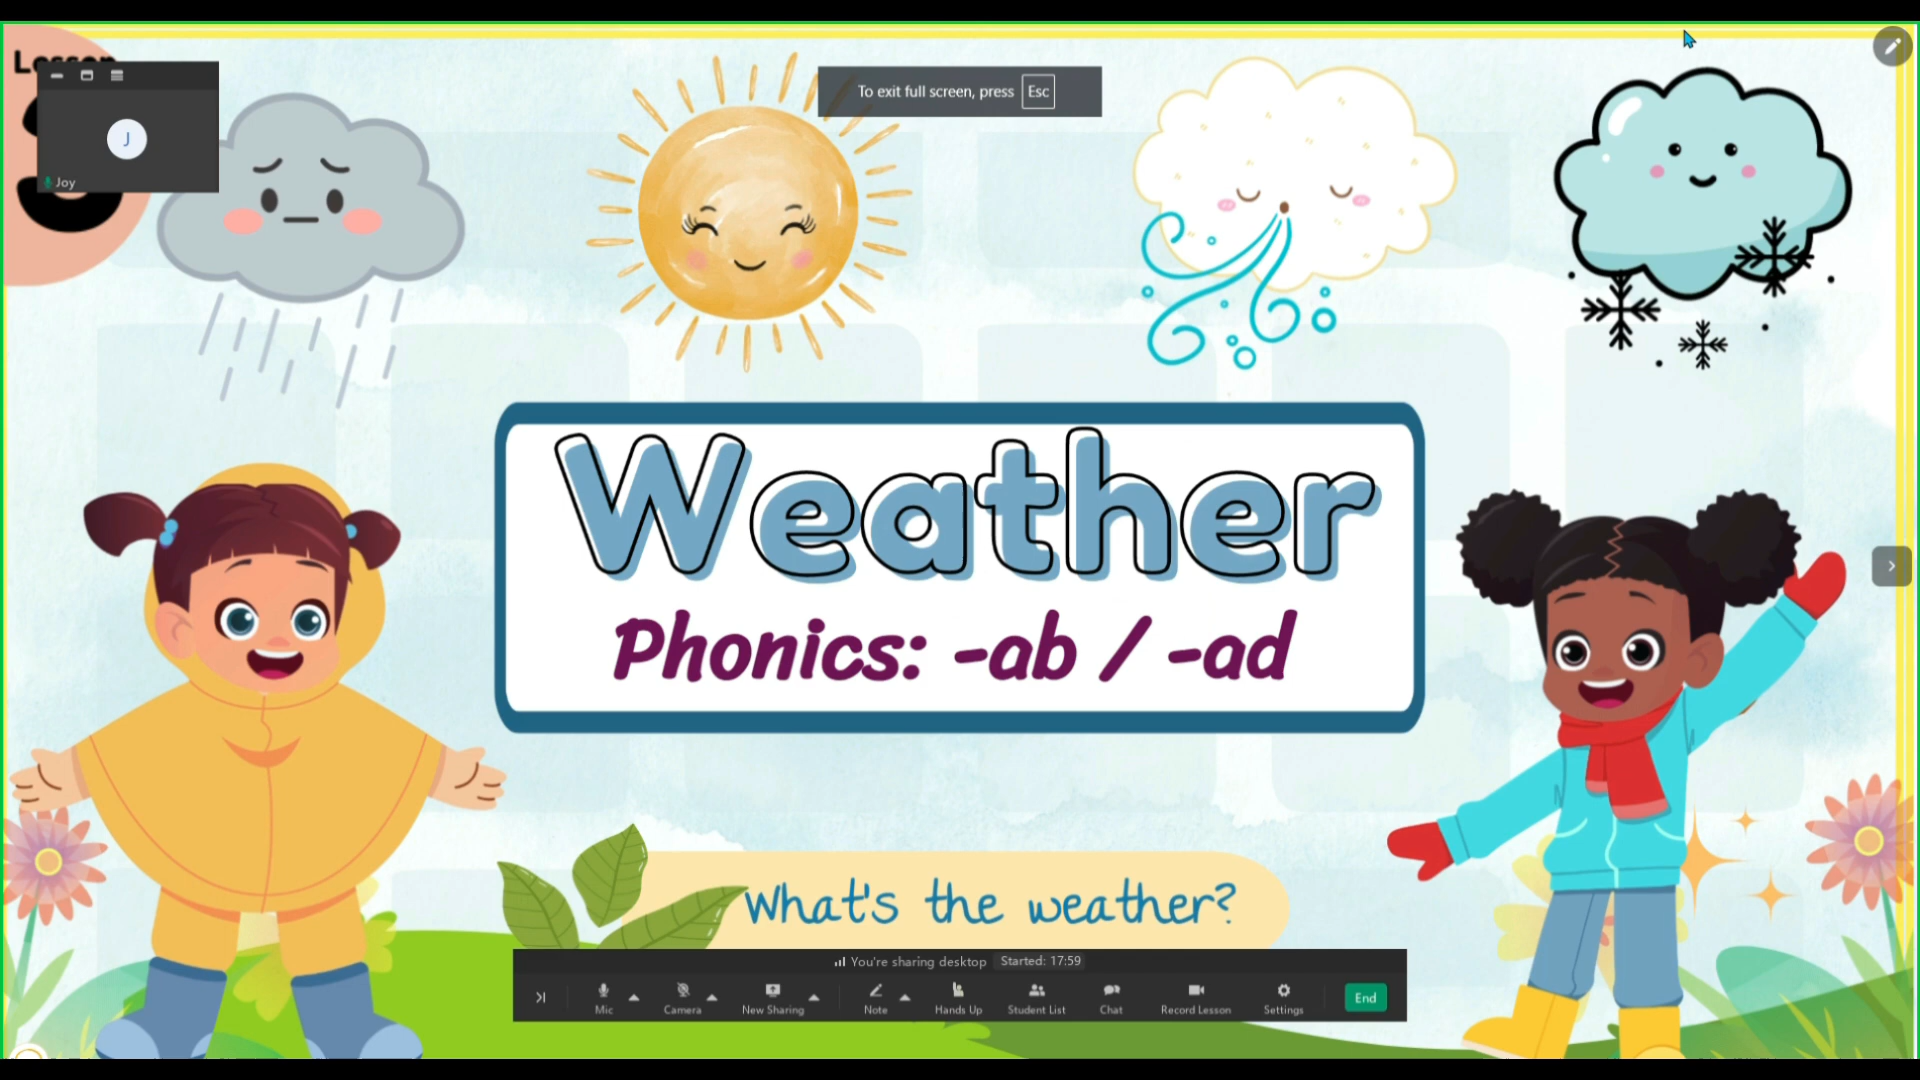 Lesson
To exit full screen, press Esc
J
Joy
Weather
Phonics: -ab / -ad
What's the weather?
You're sharing desktop Started: 17:59
Mic Camera New Sharing Note Hands Up Student List Chat Record Lesson Settings End